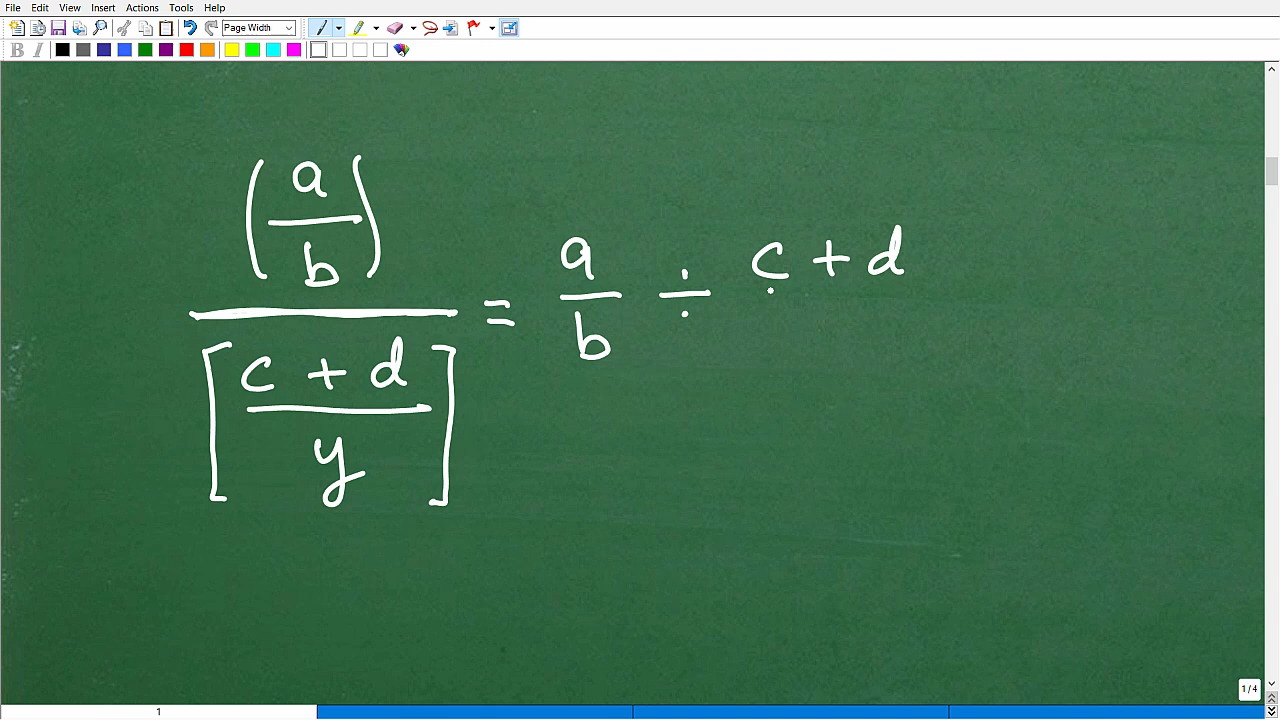 File Edit View Insert Actions Tools Help
Page Width
B I
(a/b)
= a/b ÷ c + d
[c + d / y]
1 / 4
1